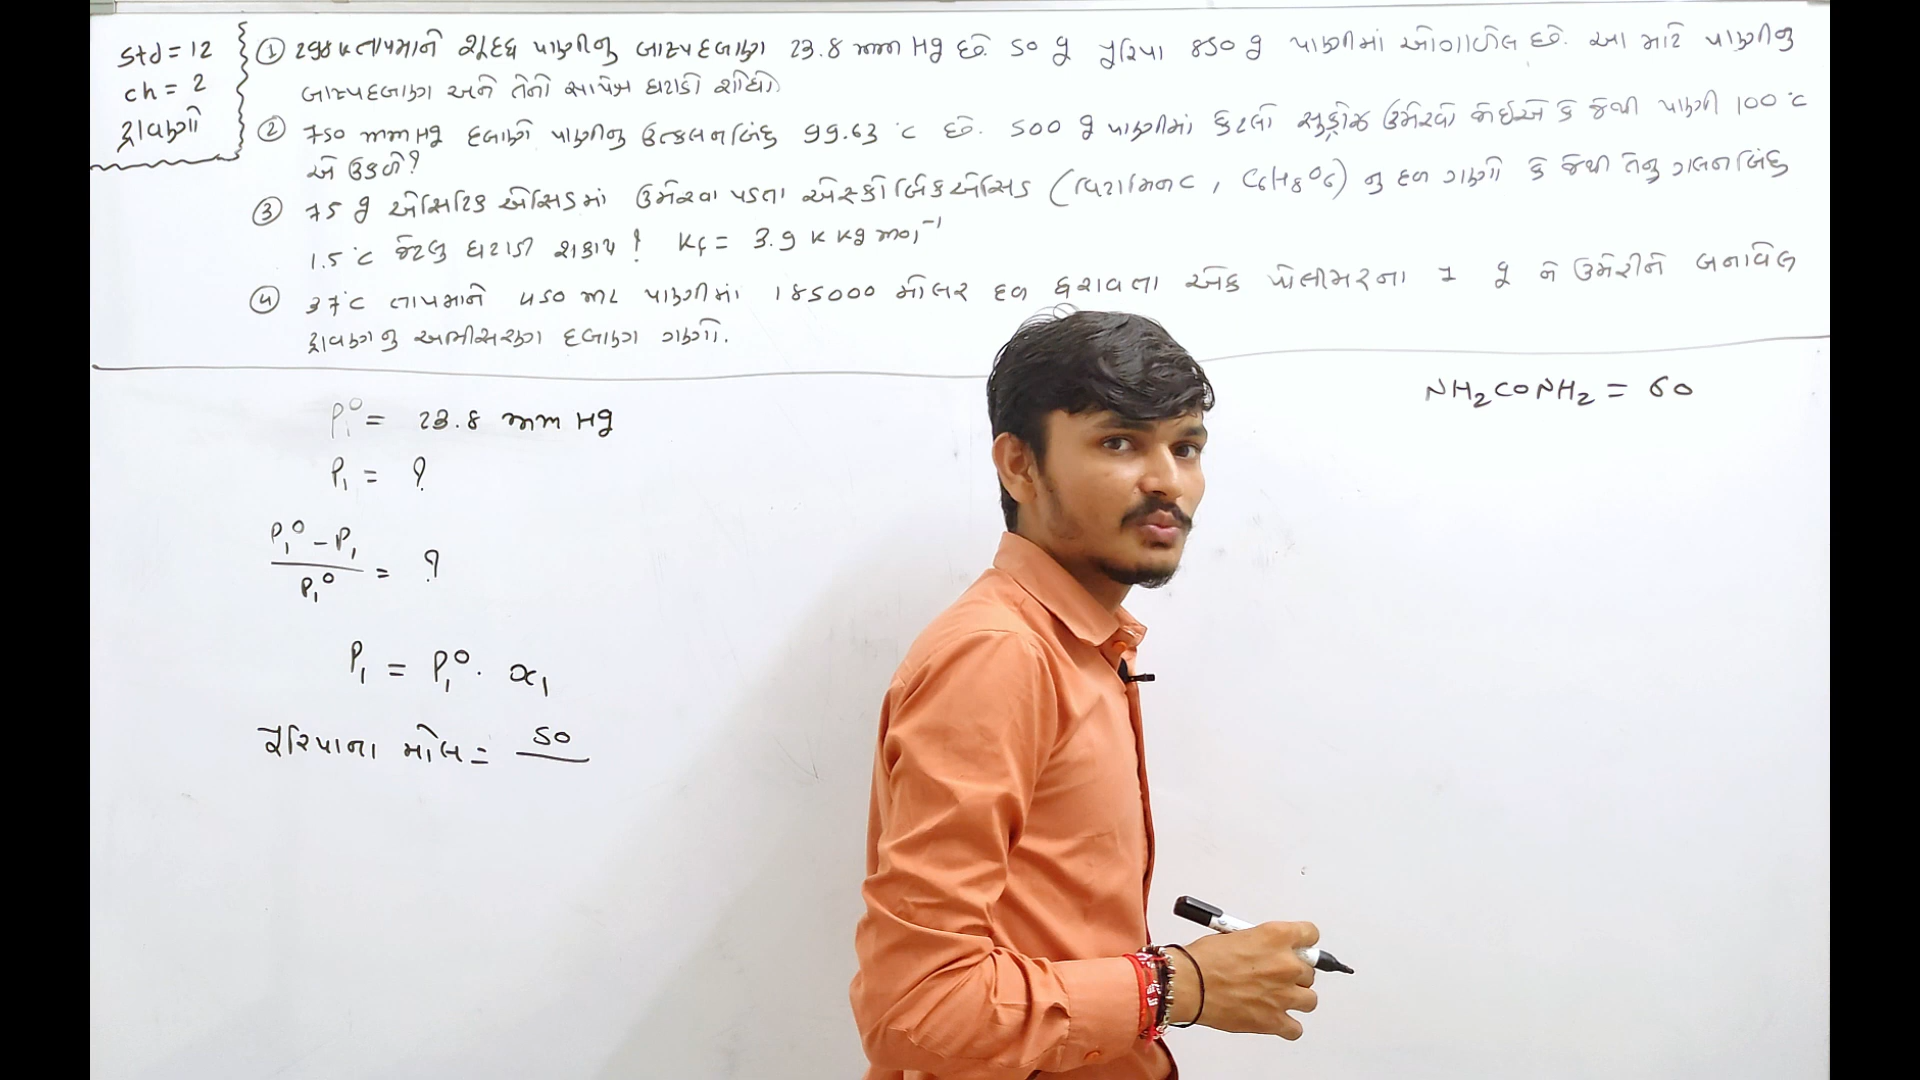 std = 12
ch = 2
દ્રાવણો
① 298 K તાપમાને શુદ્ધ પાણીનુ બાષ્પદબાણ 23.8 mm Hg છે. 50 g યુરિયા 850 g પાણીમાં ઓગાળેલ છે. આ માટે પાણીનુ
બાષ્પદબાણ અને તેનો સાપેક્ષ ઘટાડો શોધો.
② 750 mm Hg દબાણે પાણીનુ ઉત્કલનબિંદુ 99.63 °C છે. 500 g પાણીમાં કેટલો સુક્રોઝ ઉમેરવો જોઈએ કે જેથી પાણી 100 °C
એ ઉકળે?
③ 75 g એસિટિક એસિડમાં ઉમેરવા પડતા એસ્કોર્બિક એસિડ (વિટામિન C, C6H8O6) નુ દળ ગણો કે જેથી તેનુ ગલનબિંદુ
1.5 °C જેટલુ ઘટાડી શકાય? Kf = 3.9 K kg mol⁻¹
④ 37°C તાપમાને 450 mL પાણીમાં 185000 મોલર દળ ધરાવતા એક પોલીમરના 1 g ને ઉમેરીને બનાવેલ
દ્રાવણનુ અભિસરણ દબાણ ગણો.
P₁⁰ = 23.8 mm Hg
P₁ = ?
P₁⁰ − P₁ / P₁⁰ = ?
P₁ = P₁⁰ · x₁
યુરિયાના મોલ = 50
NH₂CONH₂ = 60